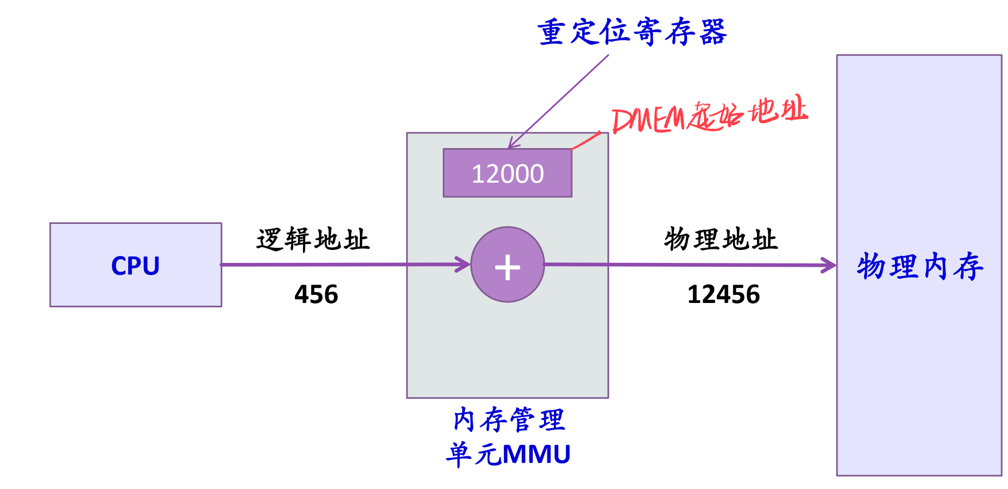 重定位寄存器
DMEM起始地址
12000
CPU
逻辑地址
456
+
物理地址
12456
物理内存
内存管理
单元MMU